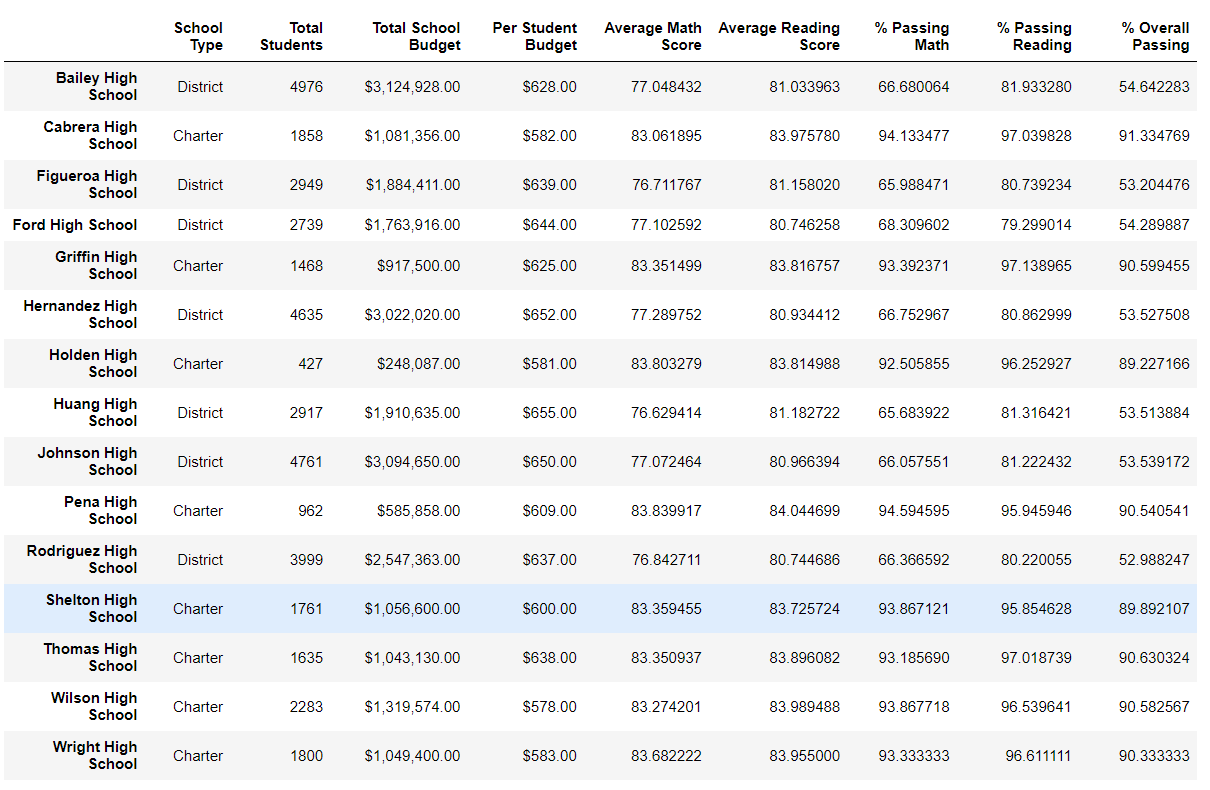 School Type Total Students Total School Budget Per Student Budget Average Math Score Average Reading Score % Passing Math % Passing Reading % Overall Passing
Bailey High School District 4976 $3,124,928.00 $628.00 77.048432 81.033963 66.680064 81.933280 54.642283
Cabrera High School Charter 1858 $1,081,356.00 $582.00 83.061895 83.975780 94.133477 97.039828 91.334769
Figueroa High School District 2949 $1,884,411.00 $639.00 76.711767 81.158020 65.988471 80.739234 53.204476
Ford High School District 2739 $1,763,916.00 $644.00 77.102592 80.746258 68.309602 79.299014 54.289887
Griffin High School Charter 1468 $917,500.00 $625.00 83.351499 83.816757 93.392371 97.138965 90.599455
Hernandez High School District 4635 $3,022,020.00 $652.00 77.289752 80.934412 66.752967 80.862999 53.527508
Holden High School Charter 427 $248,087.00 $581.00 83.803279 83.814988 92.505855 96.252927 89.227166
Huang High School District 2917 $1,910,635.00 $655.00 76.629414 81.182722 65.683922 81.316421 53.513884
Johnson High School District 4761 $3,094,650.00 $650.00 77.072464 80.966394 66.057551 81.222432 53.539172
Pena High School Charter 962 $585,858.00 $609.00 83.839917 84.044699 94.594595 95.945946 90.540541
Rodriguez High School District 3999 $2,547,363.00 $637.00 76.842711 80.744686 66.366592 80.220055 52.988247
Shelton High School Charter 1761 $1,056,600.00 $600.00 83.359455 83.725724 93.867121 95.854628 89.892107
Thomas High School Charter 1635 $1,043,130.00 $638.00 83.350937 83.896082 93.185690 97.018739 90.630324
Wilson High School Charter 2283 $1,319,574.00 $578.00 83.274201 83.989488 93.867718 96.539641 90.582567
Wright High School Charter 1800 $1,049,400.00 $583.00 83.682222 83.955000 93.333333 96.611111 90.333333